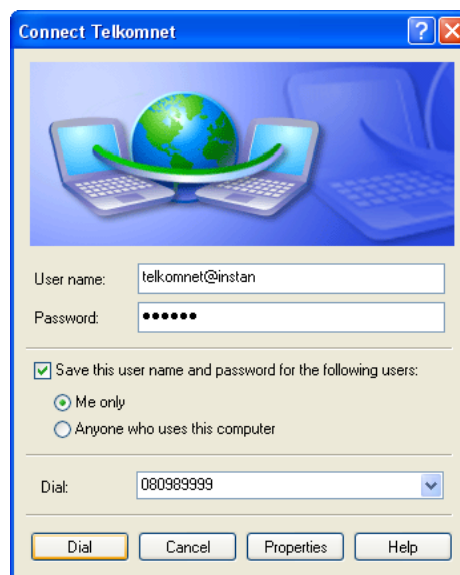 Connect Telkomnet
User name: telkomnet@instan
Password: ••••••
Save this user name and password for the following users:
Me only
Anyone who uses this computer
Dial: 080989999
Dial Cancel Properties Help